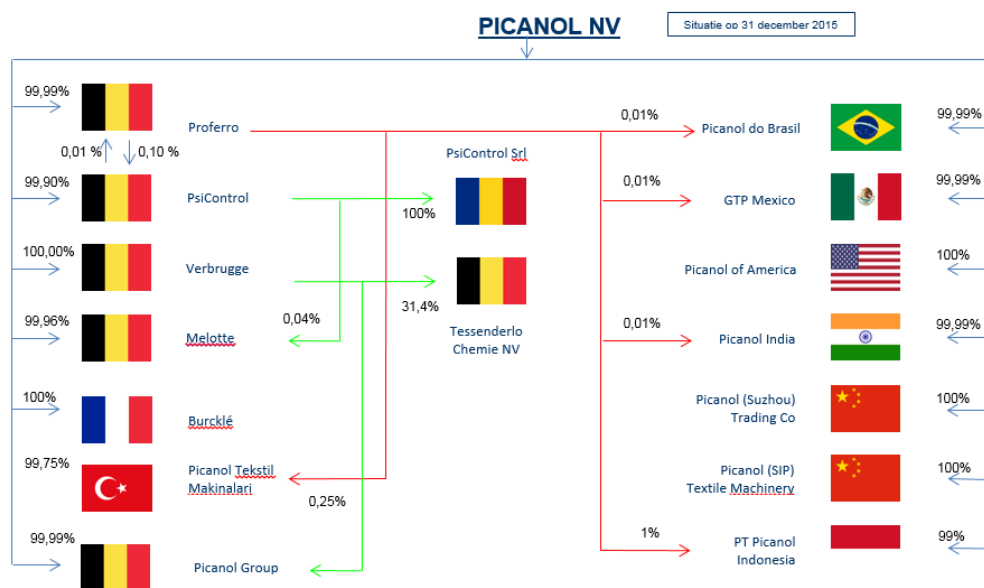 PICANOL NV
Situatie op 31 december 2015
99,99%
Proferro
0,01 %
0,10 %
99,90%
PsiControl
100,00%
Verbrugge
99,96%
Melotte
0,04%
100%
Burcklé
99,75%
Picanol Tekstil
Makinalari
0,25%
99,99%
Picanol Group
PsiControl Srl
100%
31,4%
Tessenderlo
Chemie NV
0,01%
Picanol do Brasil
99,99%
0,01%
GTP Mexico
99,99%
Picanol of America
100%
0,01%
Picanol India
99,99%
Picanol (Suzhou)
Trading Co
100%
Picanol (SIP)
Textile Machinery
100%
1%
PT Picanol
Indonesia
99%